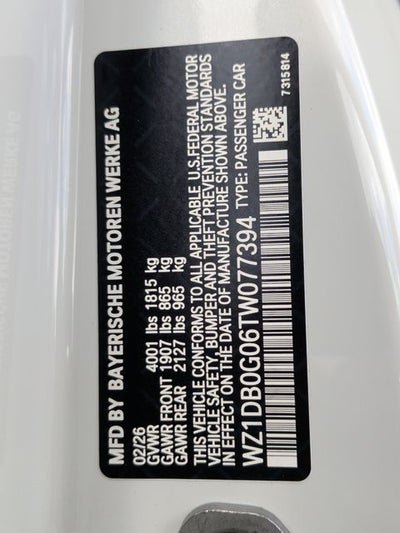 MFD BY BAYERISCHE MOTOREN WERKE AG
02/26
GVWR 4001 lbs 1815 kg
GAWR FRONT 1907 lbs 865 kg
GAWR REAR 2127 lbs 965 kg
THIS VEHICLE CONFORMS TO ALL APPLICABLE U.S.FEDERAL MOTOR
VEHICLE SAFETY, BUMPER AND THEFT PREVENTION STANDARDS
IN EFFECT ON THE DATE OF MANUFACTURE SHOWN ABOVE.
WZ1DB0G06TW077394 TYPE: PASSENGER CAR
7315814